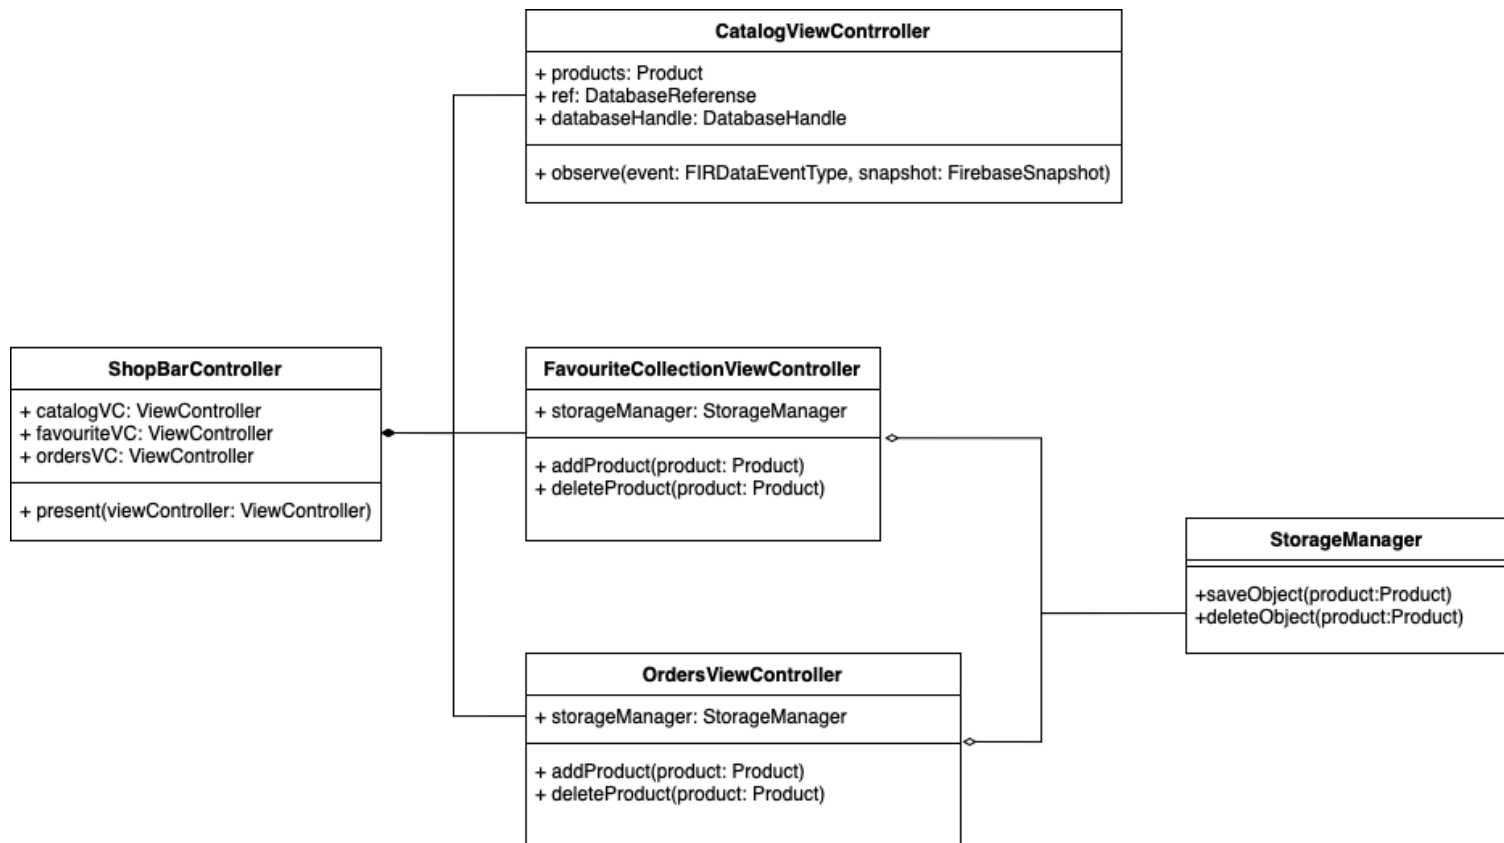 CatalogViewContrroller
+ products: Product
+ ref: DatabaseReferense
+ databaseHandle: DatabaseHandle
+ observe(event: FIRDataEventType, snapshot: FirebaseSnapshot)
ShopBarController
+ catalogVC: ViewController
+ favouriteVC: ViewController
+ ordersVC: ViewController
+ present(viewController: ViewController)
FavouriteCollectionViewController
+ storageManager: StorageManager
+ addProduct(product: Product)
+ deleteProduct(product: Product)
StorageManager
+saveObject(product:Product)
+deleteObject(product:Product)
OrdersViewController
+ storageManager: StorageManager
+ addProduct(product: Product)
+ deleteProduct(product: Product)